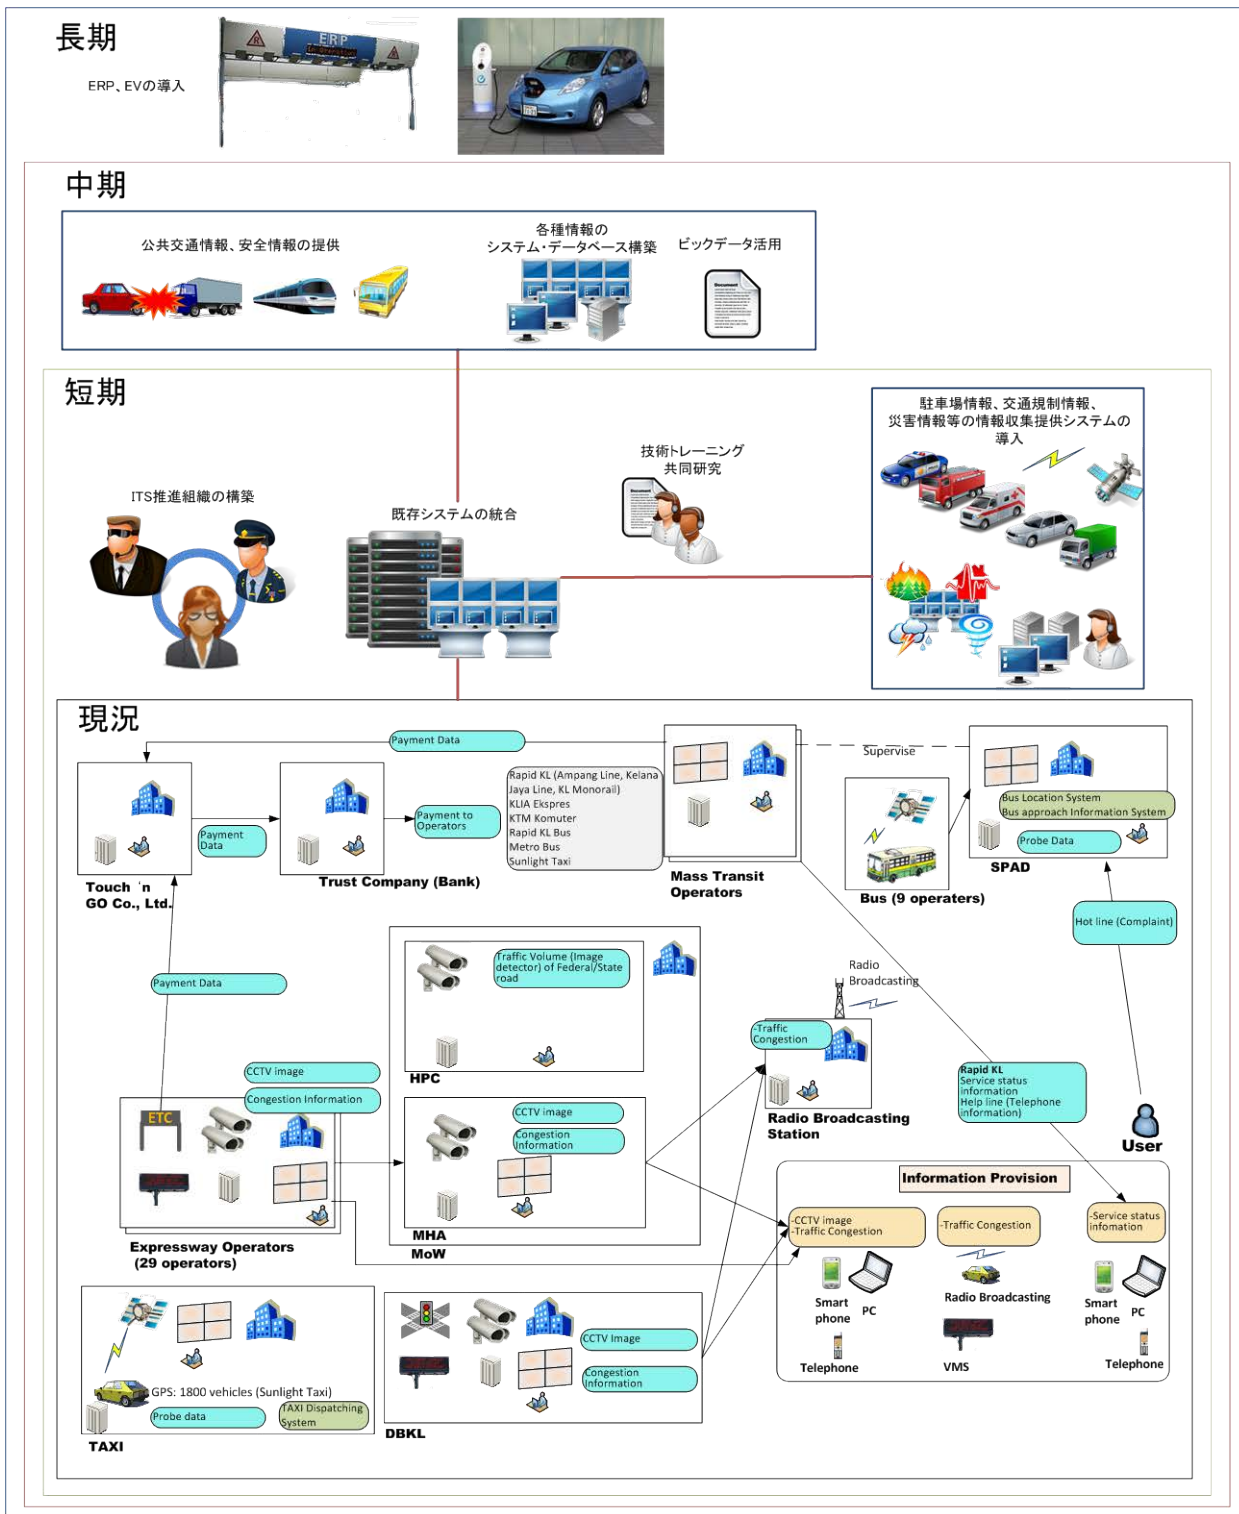 長期
ERP、EVの導入
ERP
中期
公共交通情報、安全情報の提供
各種情報の
システム・データベース構築
ビックデータ活用
Document
短期
ITS推進組織の構築
既存システムの統合
技術トレーニング
共同研究
Document
駐車場情報、交通規制情報、
災害情報等の情報収集提供システムの
導入
現況
Payment Data
Supervise
Rapid KL (Ampang Line, Kelana
Jaya Line, KL Monorail)
KLIA Ekspres
KTM Komuter
Rapid KL Bus
Metro Bus
Sunlight Taxi
Payment
Data
Payment to
Operators
Bus Location System
Bus approach Information System
Probe Data
Touch 'n
GO Co., Ltd.
Trust Company (Bank)
Mass Transit
Operators
Bus (9 operaters)
SPAD
Hot line (Complaint)
Payment Data
Traffic Volume (Image
detector) of Federal/State
road
HPC
Radio
Broadcasting
-Traffic
Congestion
Radio Broadcasting
Station
Rapid KL
Service status
information
Help line (Telephone
information)
User
CCTV image
Congestion Information
ETC
Expressway Operators
(29 operators)
CCTV image
Congestion
Information
MHA
MoW
Information Provision
-CCTV image
-Traffic Congestion
-Traffic Congestion
-Service status
infomation
Smart
phone
PC
Telephone
Radio Broadcasting
VMS
Smart
phone
PC
Telephone
GPS: 1800 vehicles (Sunlight Taxi)
Probe data
TAXI Dispatching
System
TAXI
CCTV Image
Congestion
Information
DBKL